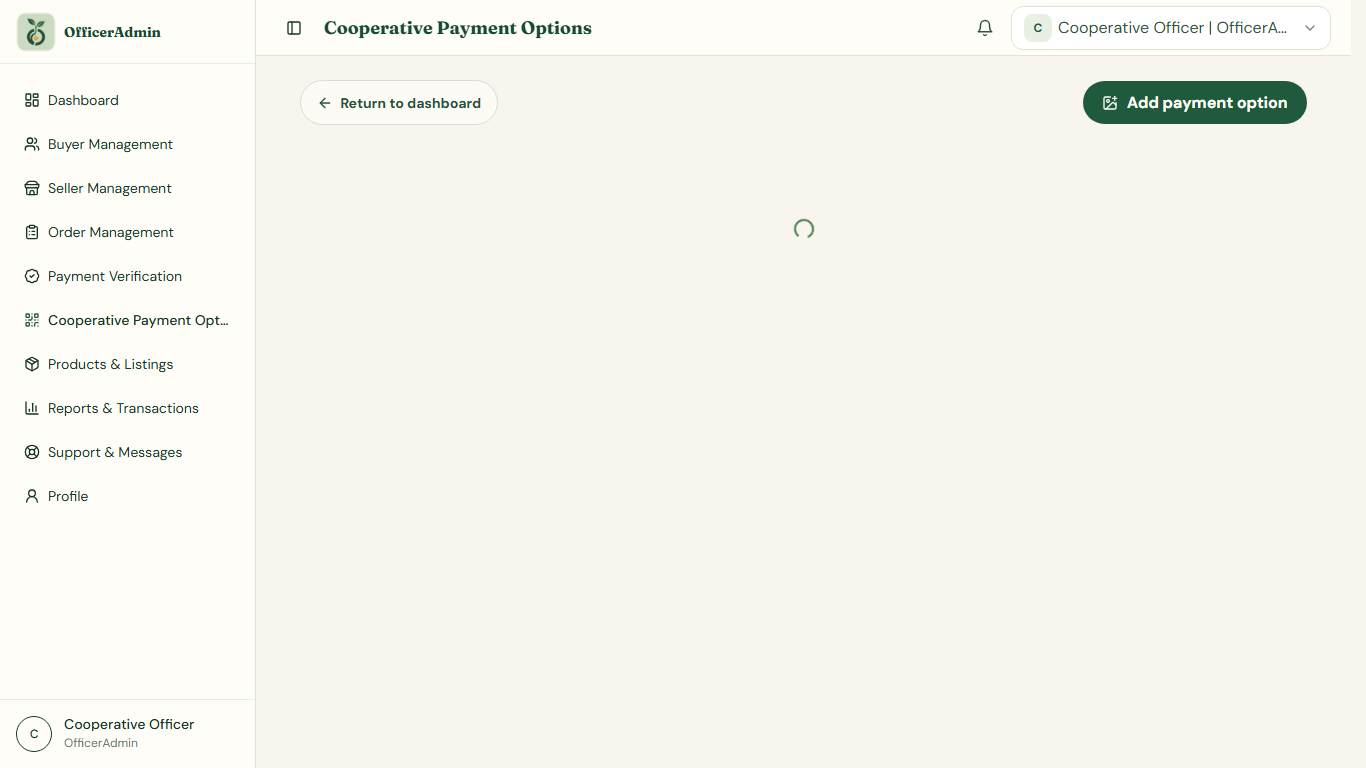 OfficerAdmin
Cooperative Payment Options
C
Cooperative Officer | OfficerA...
Return to dashboard
Add payment option
Dashboard
Buyer Management
Seller Management
Order Management
Payment Verification
Cooperative Payment Opt...
Products & Listings
Reports & Transactions
Support & Messages
Profile
C
Cooperative Officer
OfficerAdmin